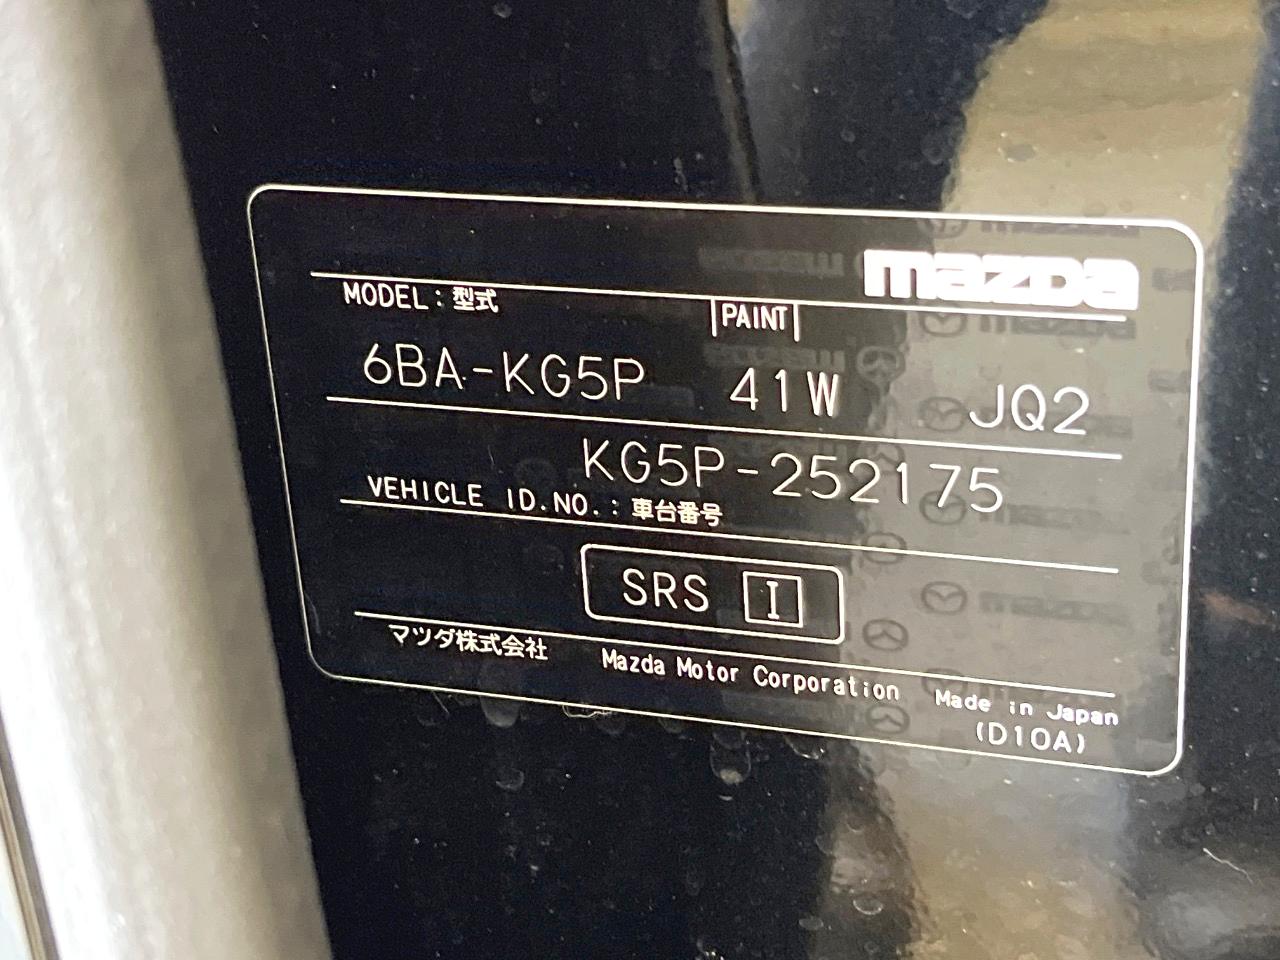 mazda
MODEL:型式 PAINT
6BA-KG5P 41W JQ2
KG5P-252175
VEHICLE ID.NO.:車台番号
SRS I
マツダ株式会社 Mazda Motor Corporation Made in Japan
(D10A)